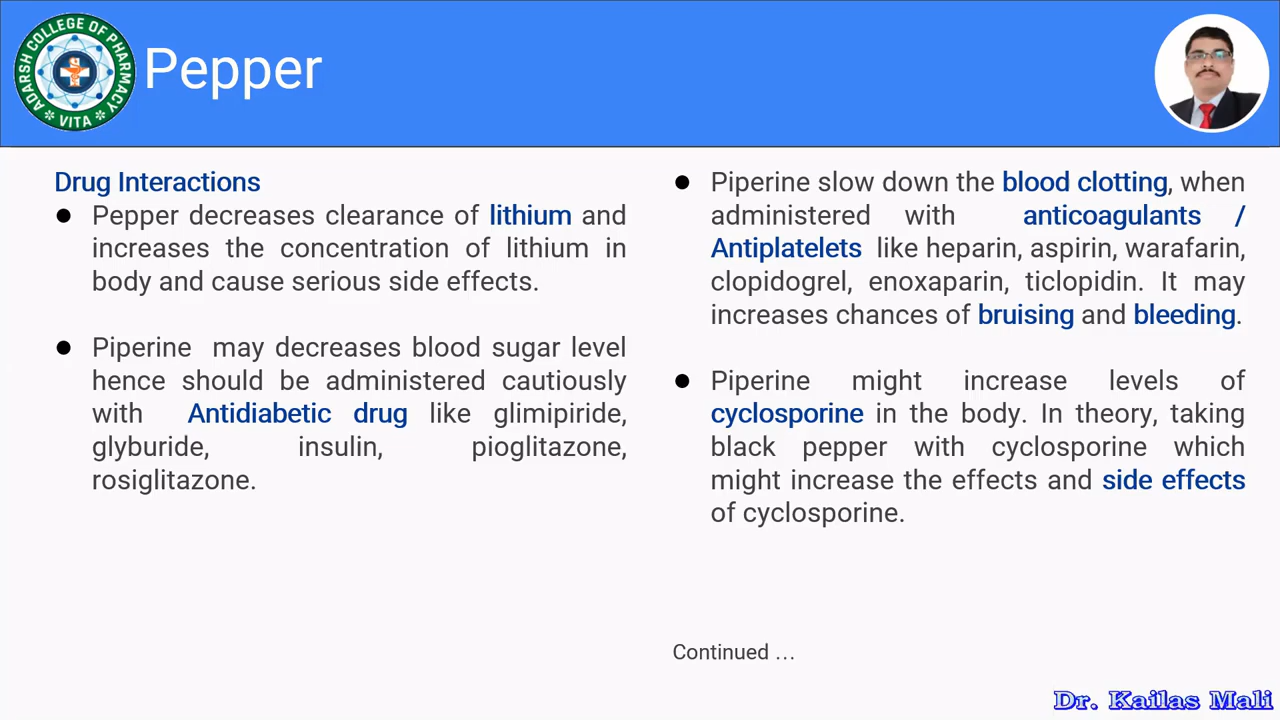 ADARSH COLLEGE OF PHARMACY
VITA
Pepper
Drug Interactions
● Pepper decreases clearance of lithium and
increases the concentration of lithium in
body and cause serious side effects.
● Piperine may decreases blood sugar level
hence should be administered cautiously
with Antidiabetic drug like glimipiride,
glyburide, insulin, pioglitazone,
rosiglitazone.
● Piperine slow down the blood clotting, when
administered with anticoagulants /
Antiplatelets like heparin, aspirin, warafarin,
clopidogrel, enoxaparin, ticlopidin. It may
increases chances of bruising and bleeding.
● Piperine might increase levels of
cyclosporine in the body. In theory, taking
black pepper with cyclosporine which
might increase the effects and side effects
of cyclosporine.
Continued …
Dr. Kailas Mali